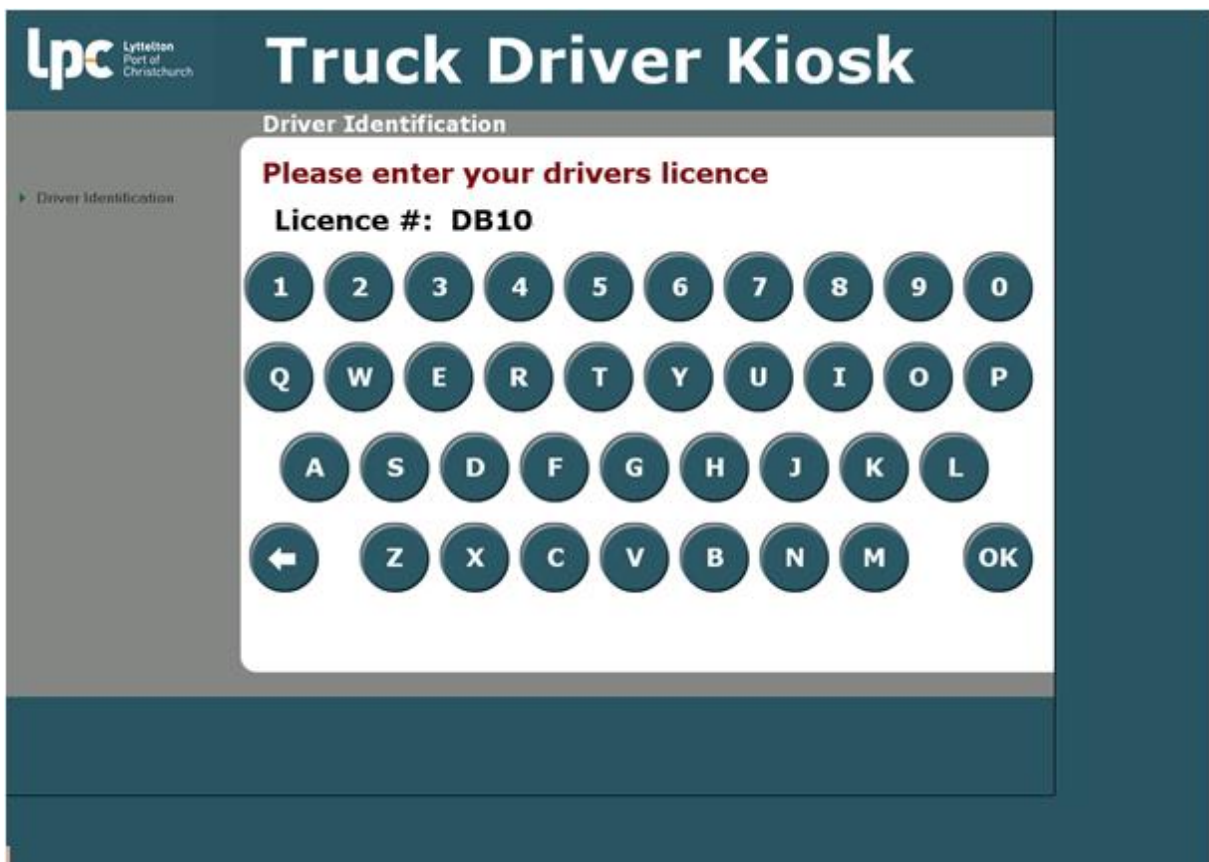 lpc
Lyttelton
Port of
Christchurch
Truck Driver Kiosk
Driver Identification
Driver Identification
Please enter your drivers licence
Licence #: DB10
1 2 3 4 5 6 7 8 9 0
Q W E R T Y U I O P
A S D F G H J K L
Z X C V B N M OK